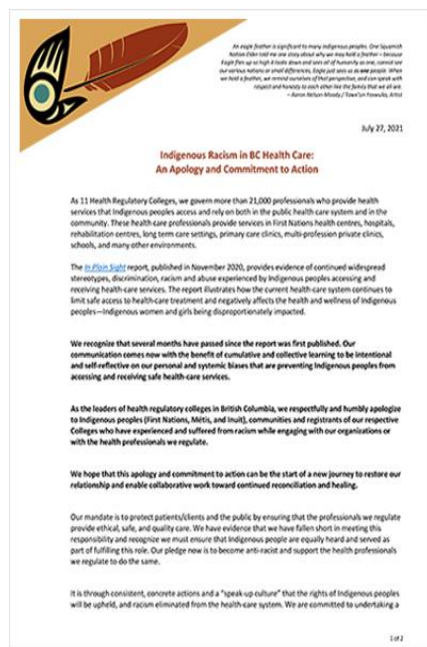 An eagle feather is significant to many Indigenous peoples. One Squamish
Nation Elder told me one story about why we may hold a feather – because
Eagle flies up so high it looks down and sees all of humanity as one, cannot see
our various nations or small differences, Eagle just sees us as one people. When
we hold a feather, we remind ourselves of that perspective, and can speak with
respect and honesty to each other like the family that we all are.
– Aaron Nelson-Moody / Tawx'sin Yexwulla, Artist
July 27, 2021
Indigenous Racism in BC Health Care:
An Apology and Commitment to Action
As 11 Health Regulatory Colleges, we govern more than 21,000 professionals who provide health
services that Indigenous peoples access and rely on both in the public health care system and in the
community. These health care professionals provide services in First Nations health centres, hospitals,
rehabilitation centres, long term care settings, primary care clinics, multi-profession private clinics,
schools, and many other environments.
The In Plain Sight report, published in November 2020, provides evidence of continued widespread
stereotypes, discrimination, racism and abuse experienced by Indigenous peoples accessing and
receiving health-care services. The report illustrates how the current health-care system continues to
limit safe access to health-care treatment and negatively affects the health and wellness of Indigenous
peoples—Indigenous women and girls being disproportionately impacted.
We recognize that several months have passed since the report was first published. Our
communication comes now with the benefit of cumulative and collective learning to be intentional
and self-reflective on our personal and systemic biases that are preventing Indigenous peoples from
accessing and receiving safe health-care services.
As the leaders of health regulatory colleges in British Columbia, we respectfully and humbly apologize
to Indigenous peoples (First Nations, Métis, and Inuit), communities and registrants of our respective
Colleges who have experienced and suffered from racism while engaging with our organizations or
with the health professionals we regulate.
We hope that this apology and commitment to action can be the start of a new journey to restore our
relationship and enable collaborative work toward continued reconciliation and healing.
Our mandate is to protect patients/clients and the public by ensuring that the professionals we regulate
provide ethical, safe, and quality care. We have evidence that we have fallen short in meeting this
responsibility and recognize we must ensure that Indigenous people are equally heard and served as
part of fulfilling this role. Our pledge now is to become anti-racist and support the health professionals
we regulate to do the same.
It is through consistent, concrete actions and a "speak-up culture" that the rights of Indigenous peoples
will be upheld, and racism eliminated from the health-care system. We are committed to undertaking a
1 of 2